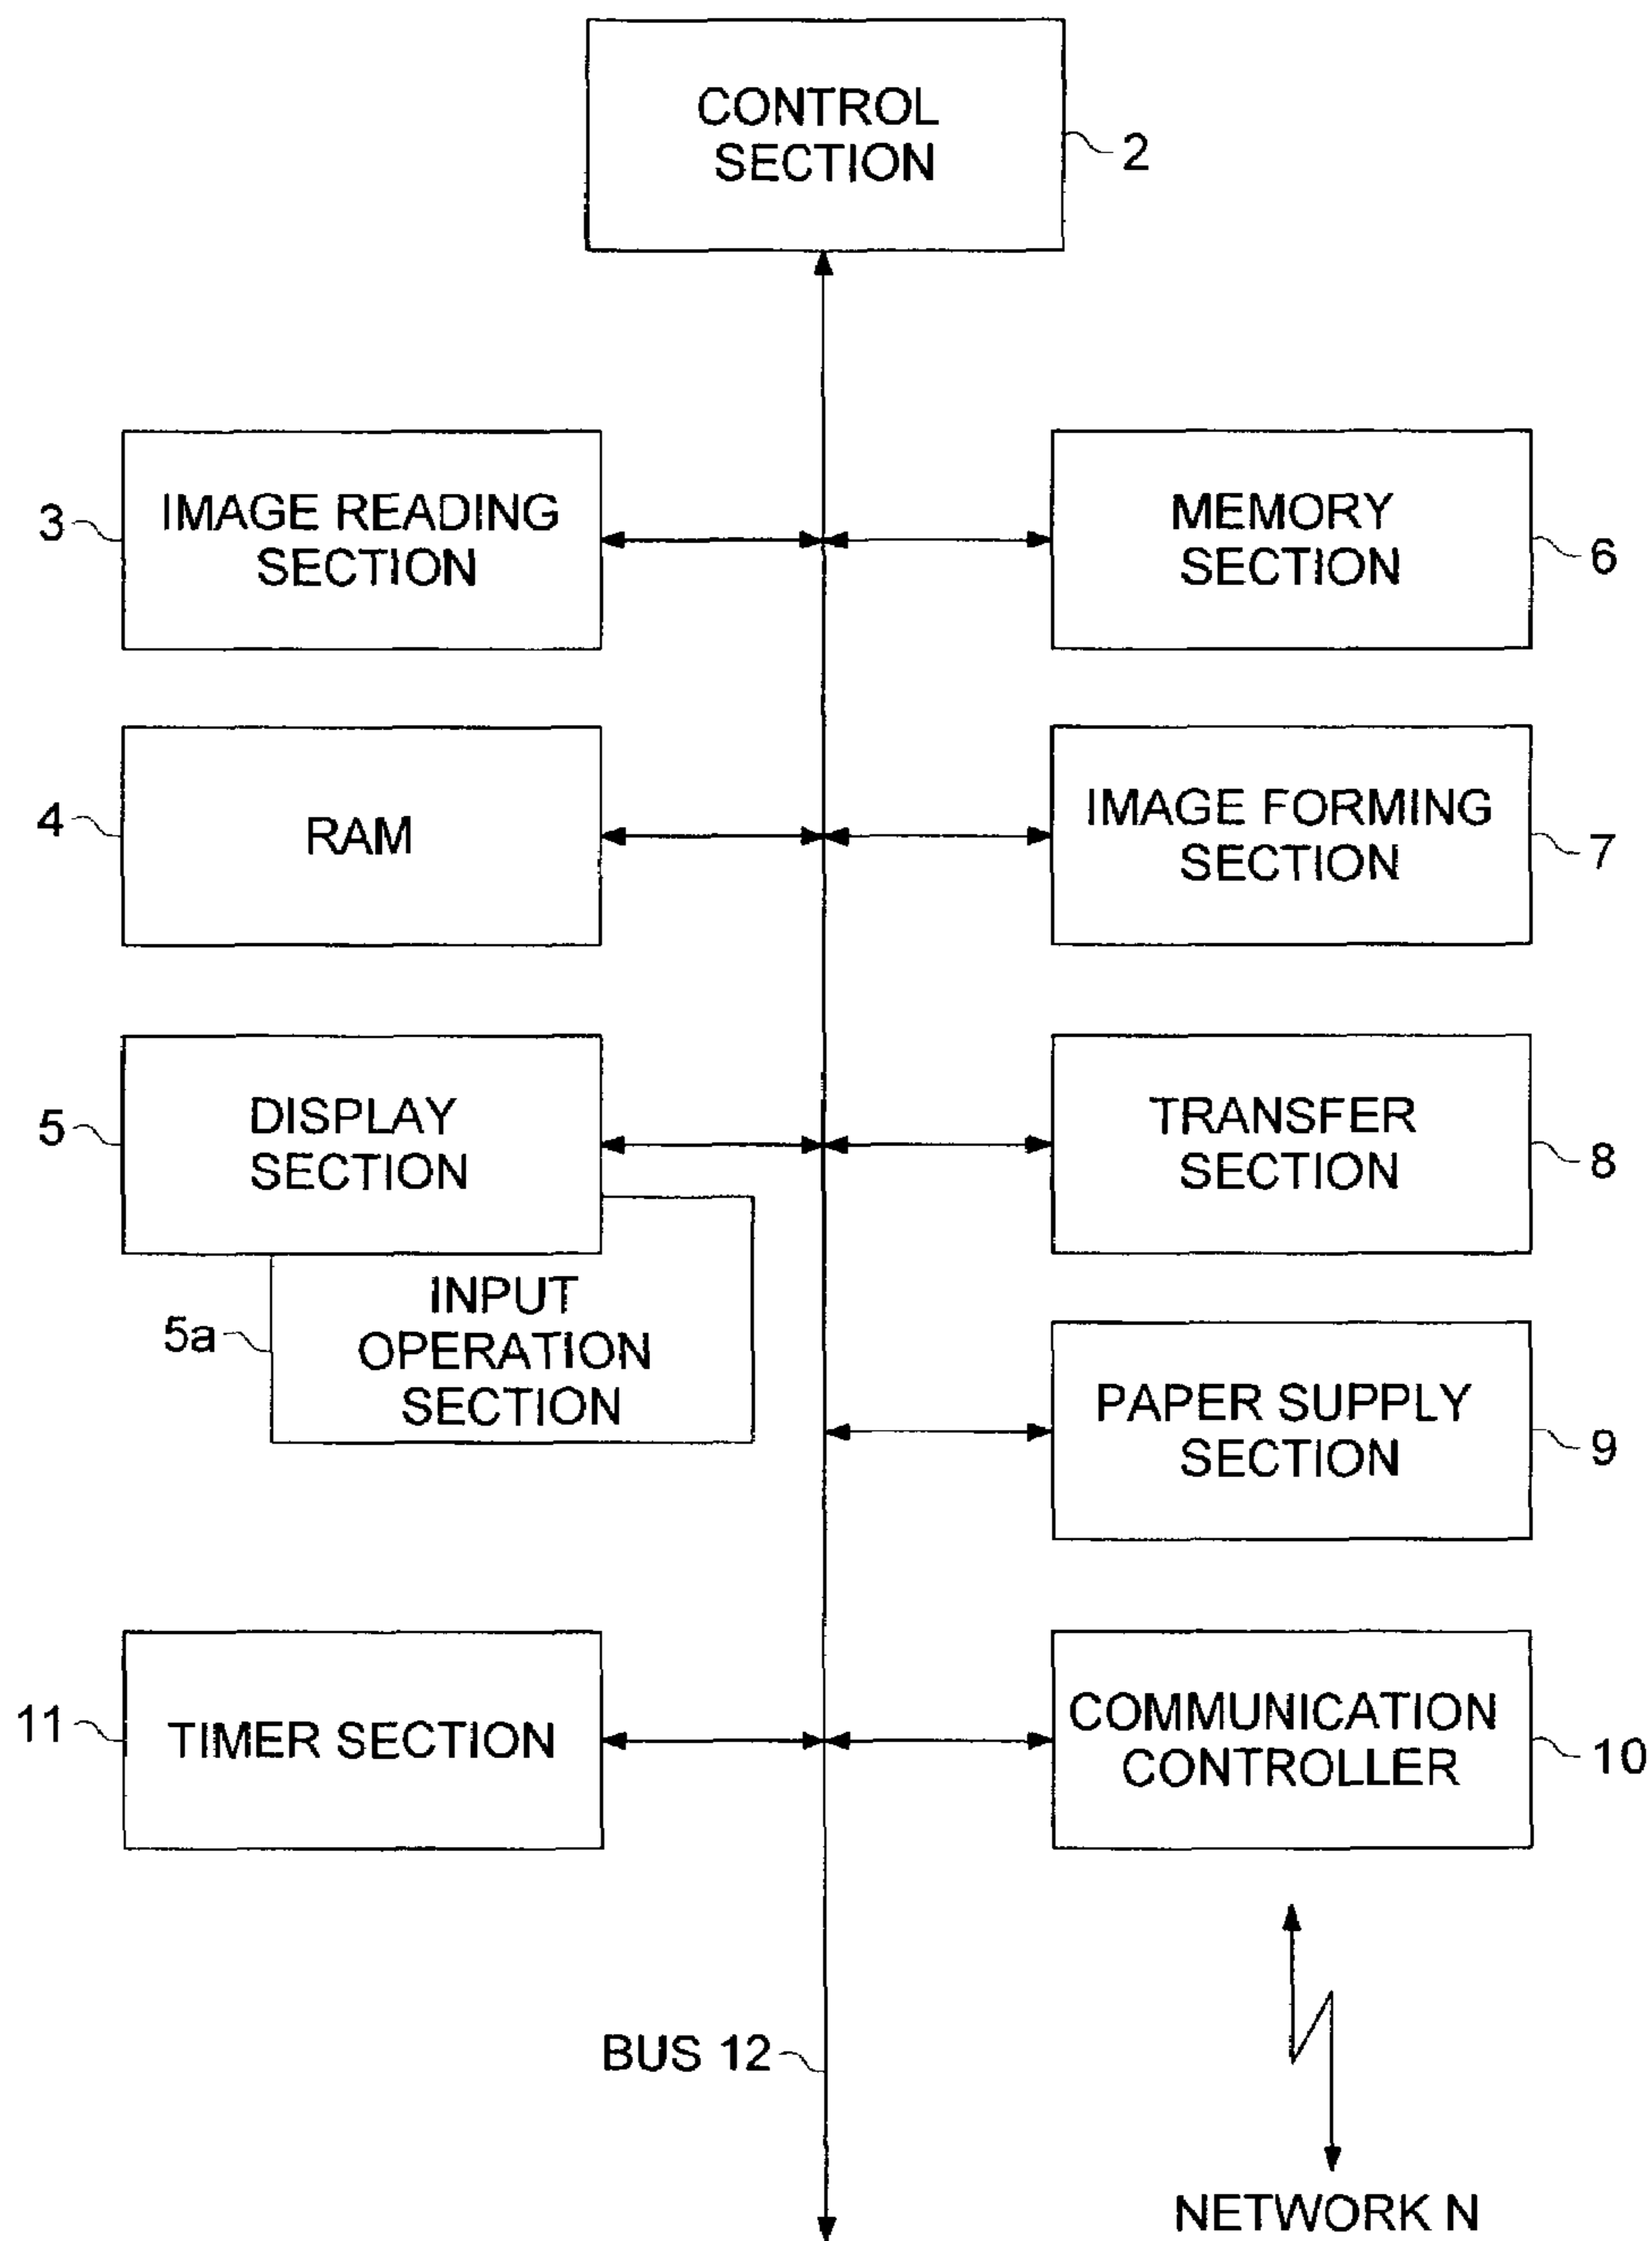 CONTROL
SECTION
2
3
IMAGE READING
SECTION
MEMORY
SECTION
6
4
RAM
IMAGE FORMING
SECTION
7
5
DISPLAY
SECTION
TRANSFER
SECTION
8
5a
INPUT
OPERATION
SECTION
PAPER SUPPLY
SECTION
9
11
TIMER SECTION
COMMUNICATION
CONTROLLER
10
BUS 12
NETWORK N